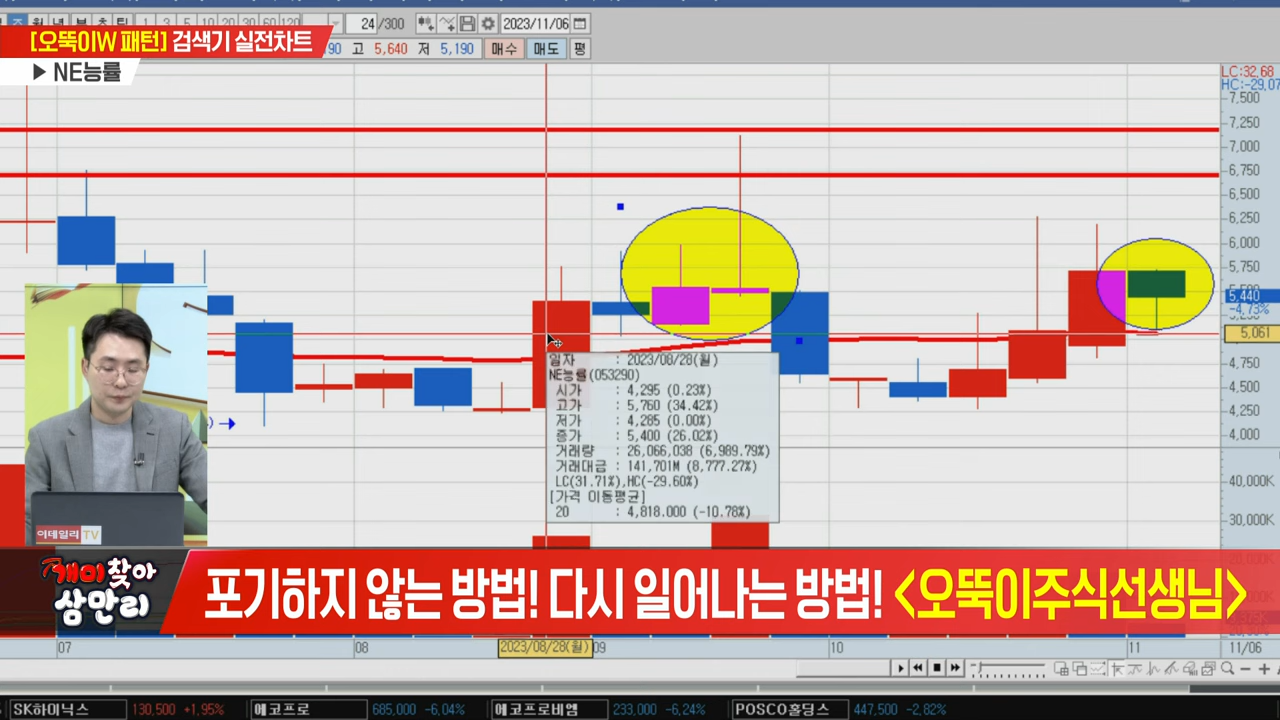 24 /300
2023/11/06
[오뚝이W 패턴] 검색기 실전차트
고 5,640 저 5,190 매수 매도 평
▶ NE능률
LC:32,68
HC:-29,07
7,500
7,250
7,000
6,750
6,500
6,250
6,000
5,750
5,440
-4,73%
5,061
4,750
4,500
4,250
4,000
40,000K
30,000K
일자 : 2023/08/28(월)
NE능률(053290)
시가 : 4,295 (0.23%)
고가 : 5,760 (34.42%)
저가 : 4,285 (0.00%)
종가 : 5,400 (26.02%)
거래량 : 26,066,038 (6,989.79%)
거래대금 : 141,701M (8,777.27%)
LC(31.71%),HC(-29.60%)
[가격 이동평균]
20 : 4,818.000 (-10.78%)
이데일리 TV
개미찾아
삼만리
포기하지 않는 방법! 다시 일어나는 방법! <오뚝이주식선생님>
07 08 2023/08/28(월) 09 10 11 11/06
SK하이닉스 130,500 +1.95% 에코프로 685,000 -6.04% 에코프로비엠 233,000 -6.24% POSCO홀딩스 447,500 -2.82%